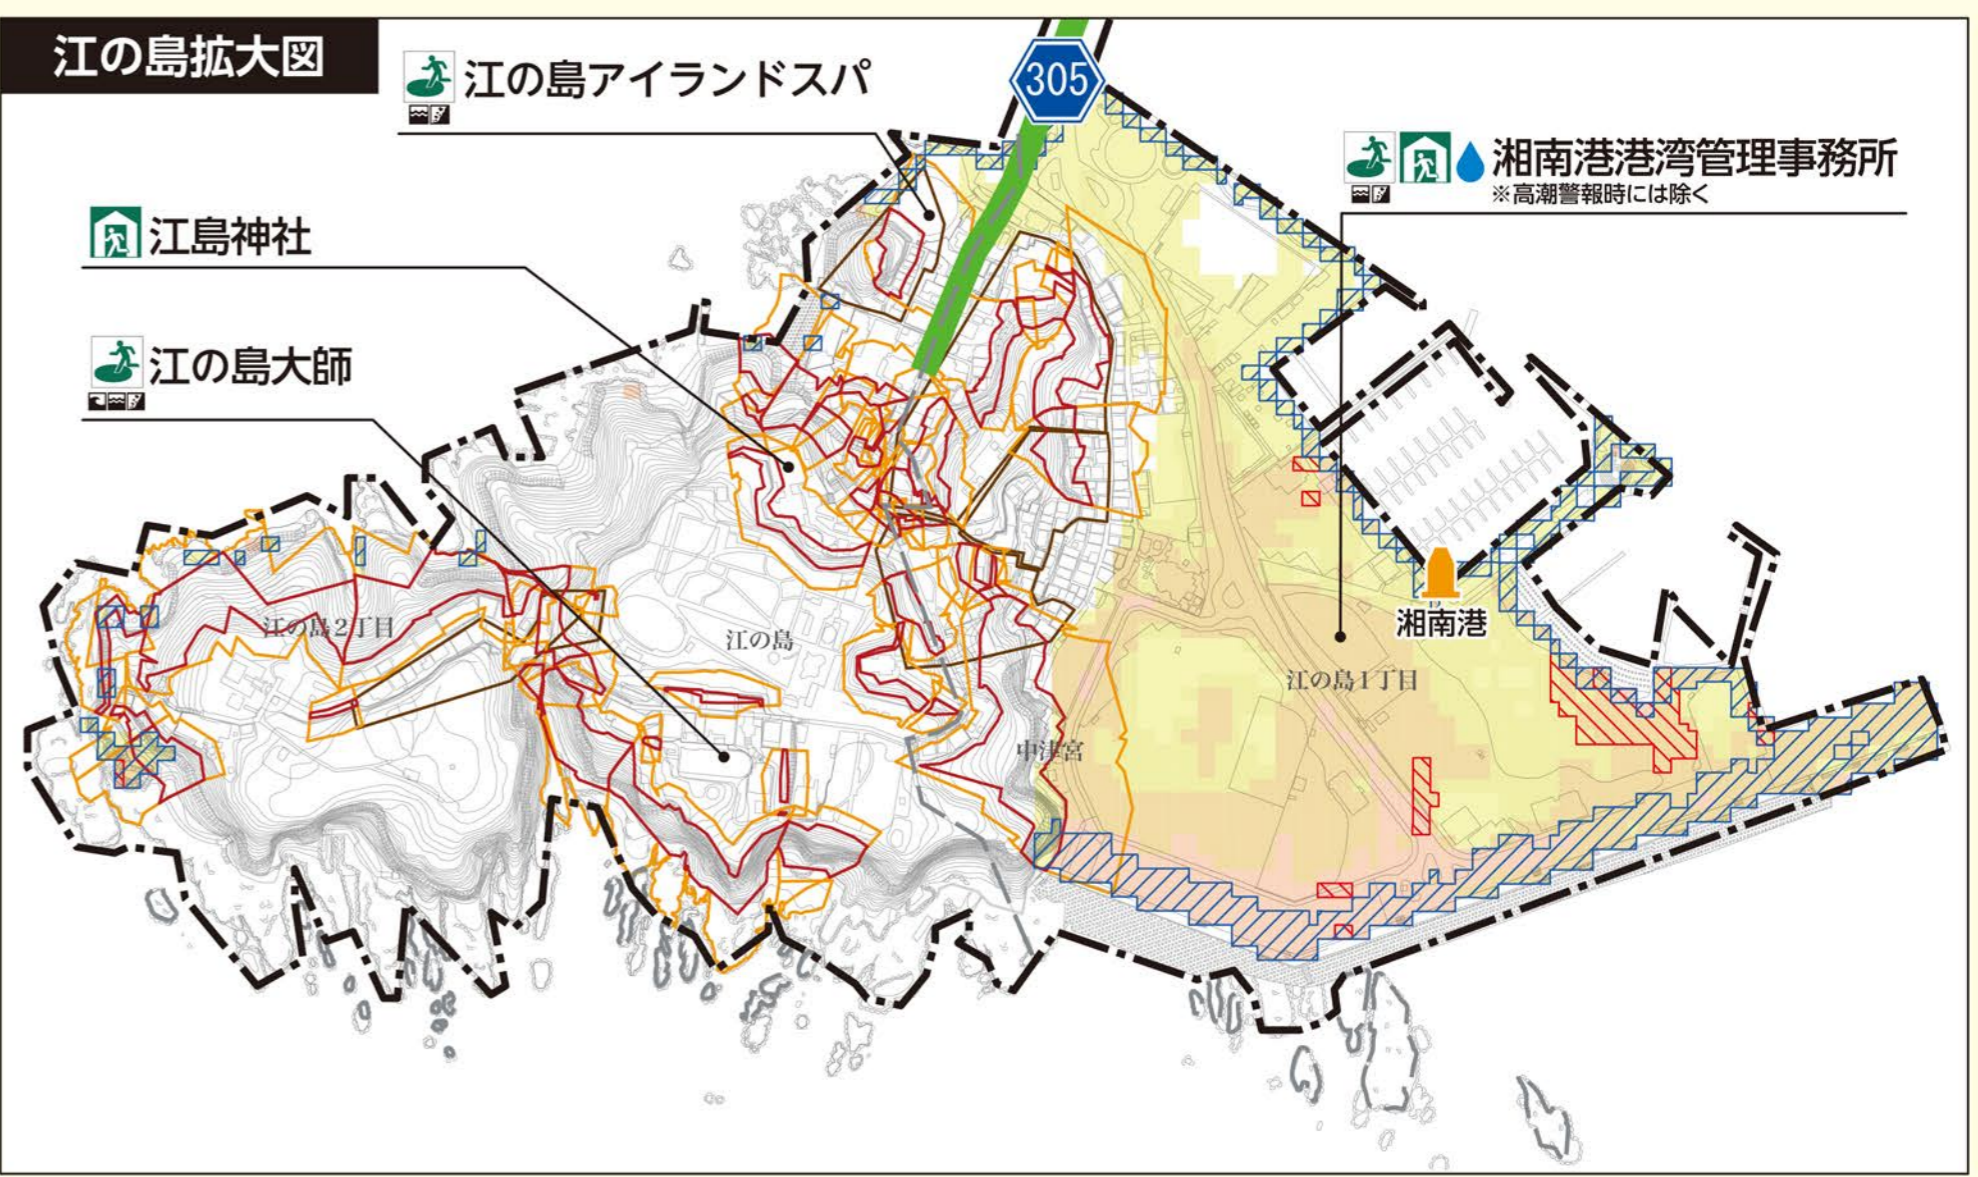 江の島拡大図
江の島アイランドスパ
305
湘南港港湾管理事務所
※高潮警報時には除く
江島神社
江の島大師
湘南港
江の島2丁目
江の島
江の島1丁目
中津宮